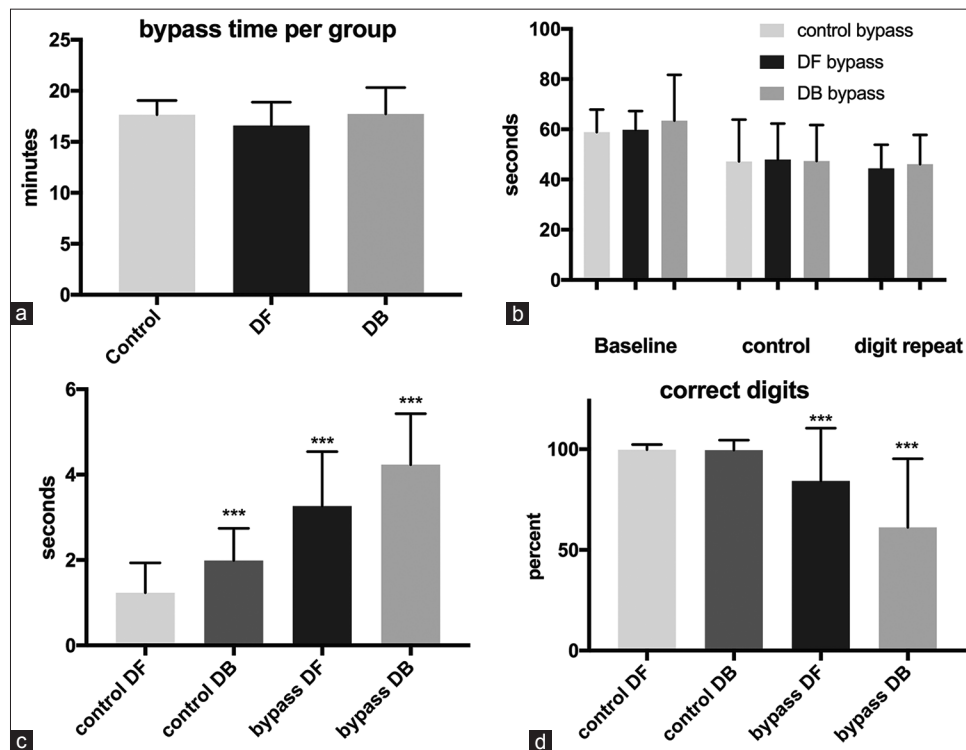 bypass time per group
25
20
15
10
5
0
minutes
Control
DF
DB
a
100
80
60
40
20
0
seconds
control bypass
DF bypass
DB bypass
Baseline
control
digit repeat
b
6
4
2
0
seconds
***
***
***
control DF
control DB
bypass DF
bypass DB
c
correct digits
100
50
0
percent
***
***
control DF
control DB
bypass DF
bypass DB
d